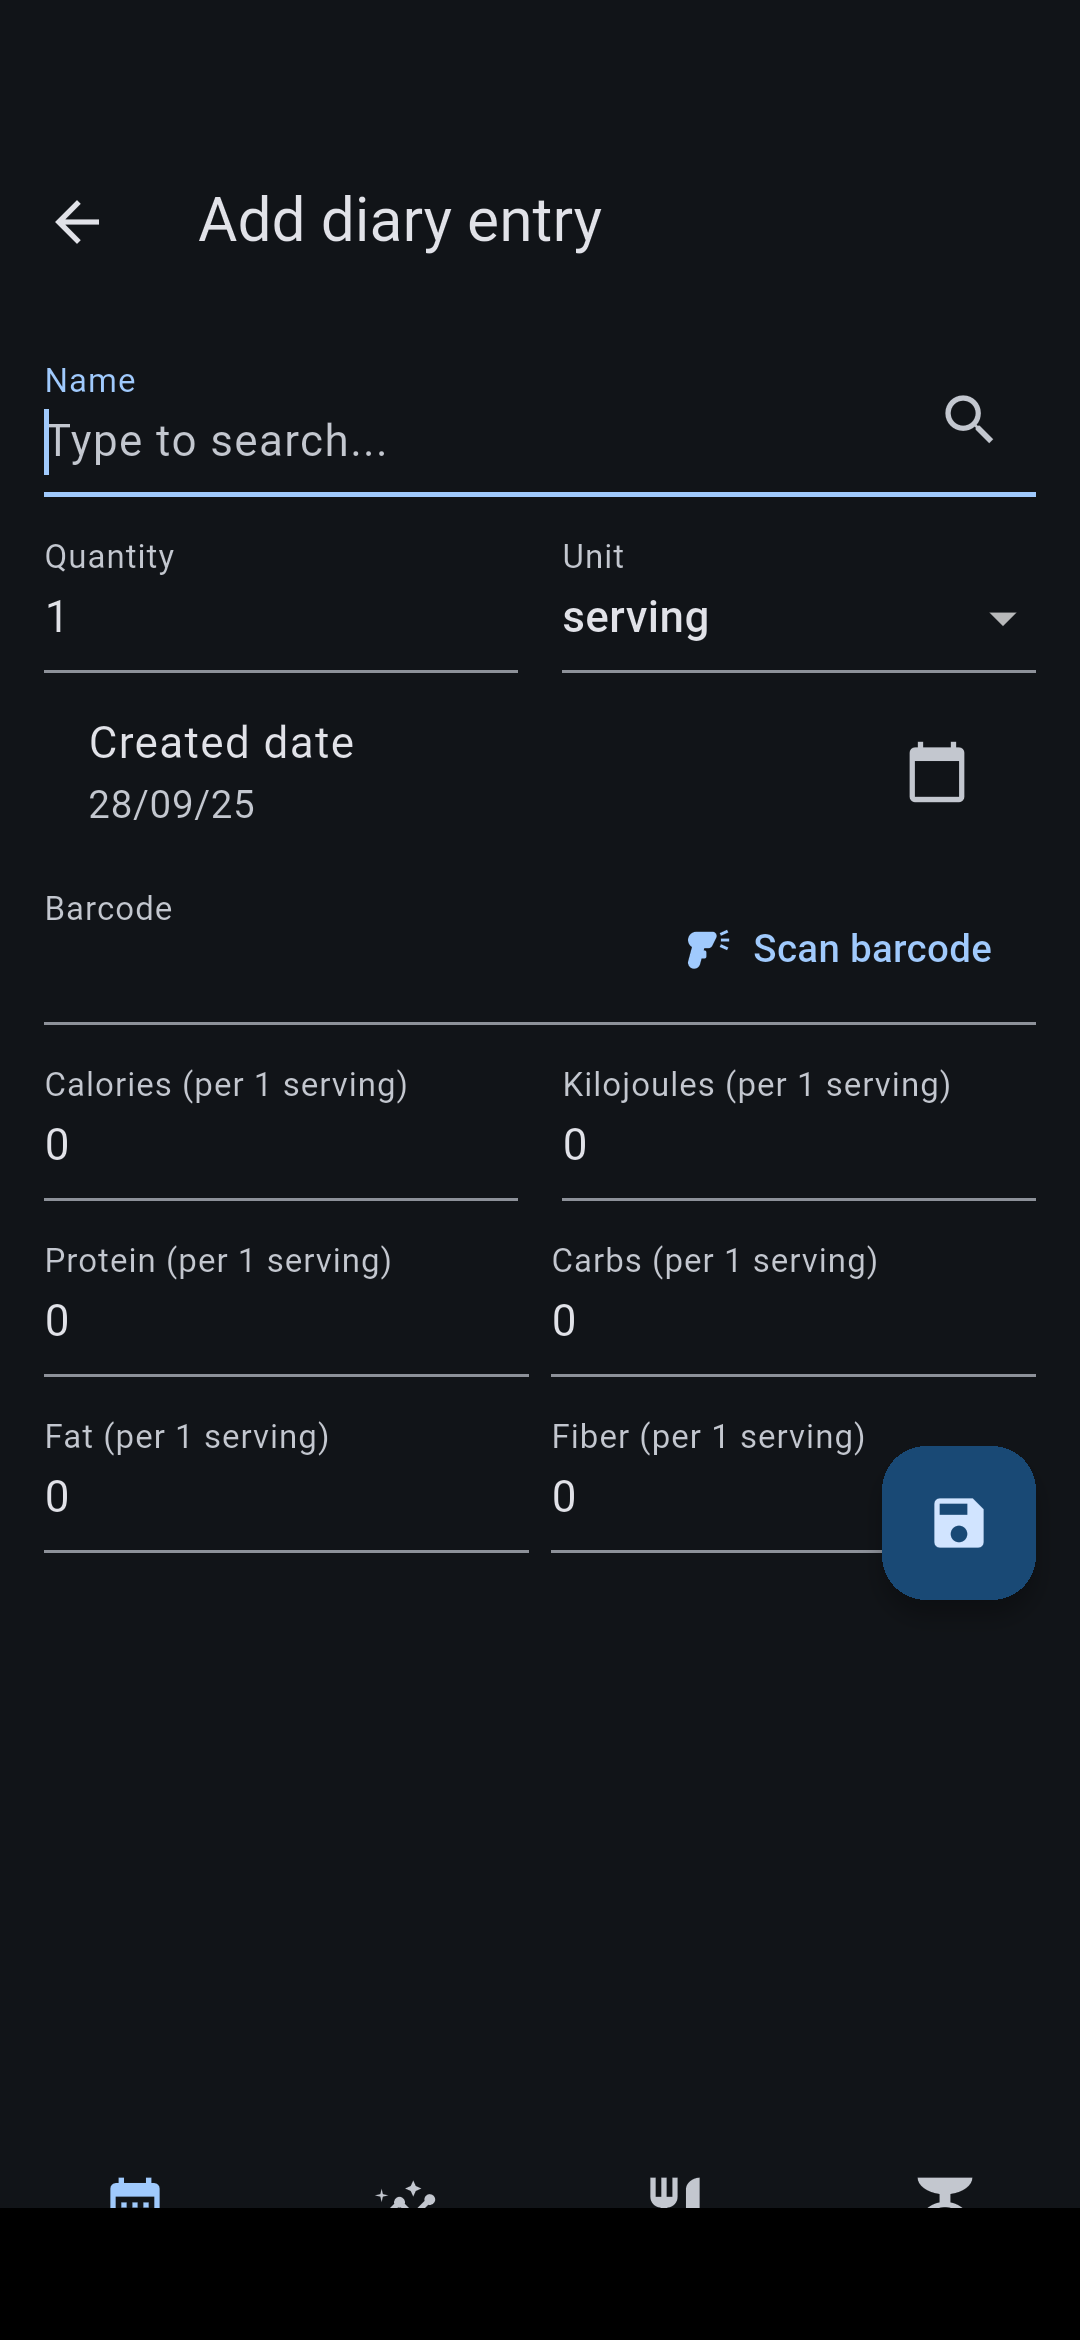 Add diary entry
Name
Type to search...
Quantity
Unit
1
serving
Created date
28/09/25
Barcode
Scan barcode
Calories (per 1 serving)
Kilojoules (per 1 serving)
0
0
Protein (per 1 serving)
Carbs (per 1 serving)
0
0
Fat (per 1 serving)
Fiber (per 1 serving)
0
0